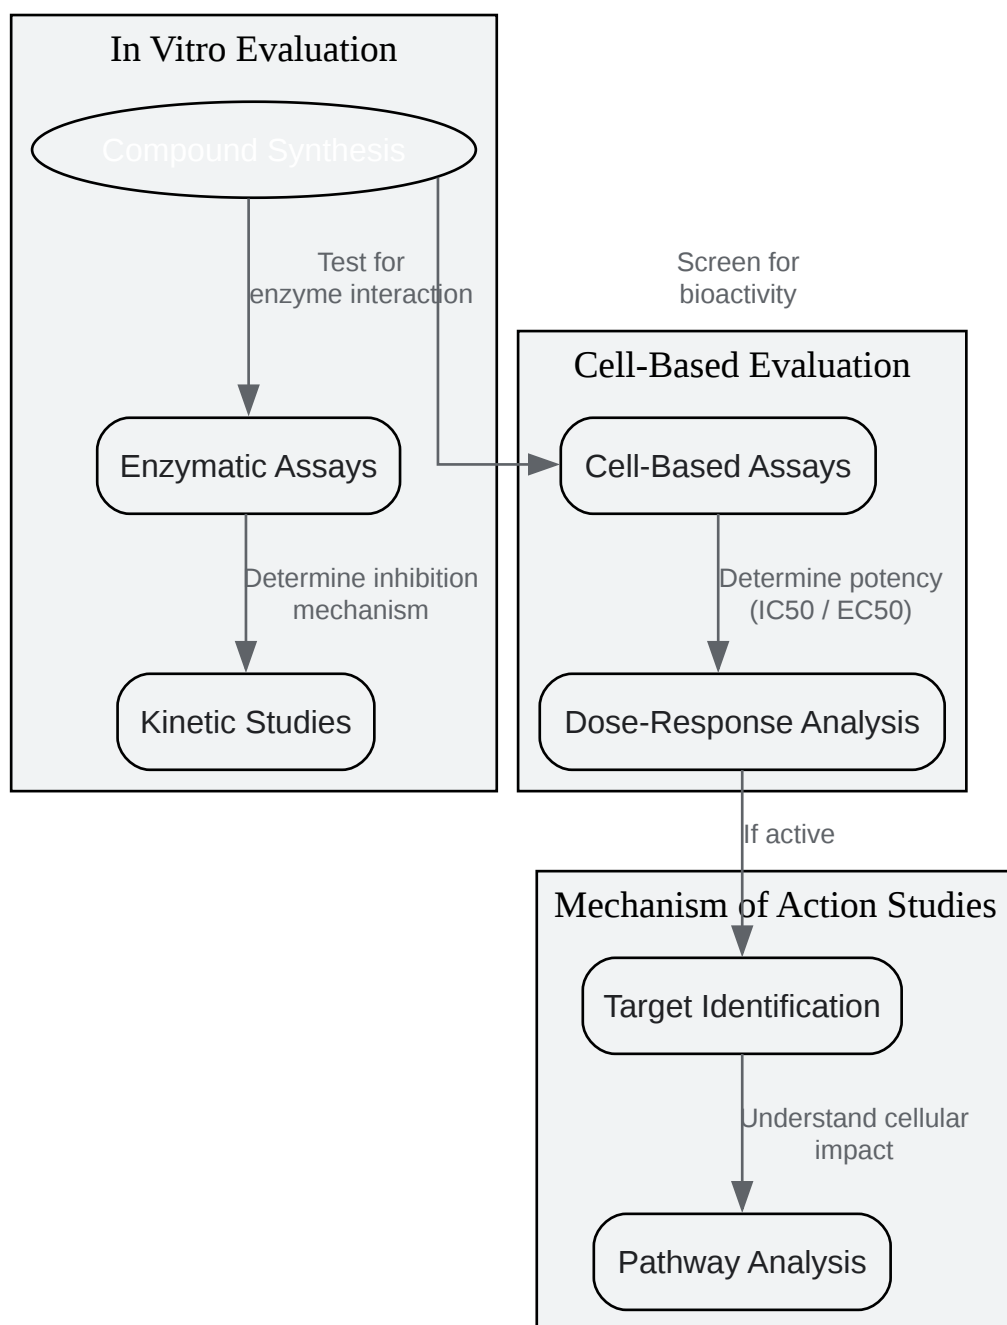 In Vitro Evaluation
Compound Synthesis
Test for
enzyme interaction
Screen for
bioactivity
Cell-Based Evaluation
Enzymatic Assays
Cell-Based Assays
Determine inhibition
mechanism
Determine potency
(IC50 / EC50)
Kinetic Studies
Dose-Response Analysis
If active
Mechanism of Action Studies
Target Identification
Understand cellular
impact
Pathway Analysis